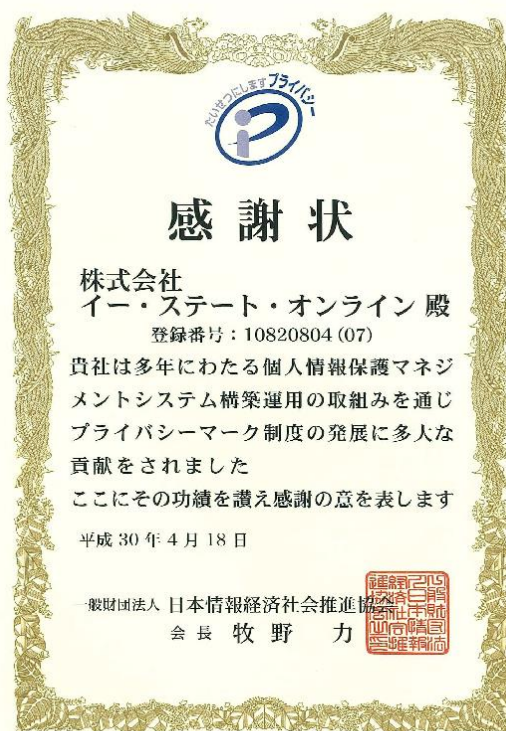 たいせつにしますプライバシー
感謝状
株式会社
イー・ステート・オンライン 殿
登録番号：10820804(07)
貴社は多年にわたる個人情報保護マネジ
メントシステム構築運用の取組みを通じ
プライバシーマーク制度の発展に多大な
貢献をされました
ここにその功績を讃え感謝の意を表します
平成30年4月18日
一般財団法人 日本情報経済社会推進協会
会長 牧野 力